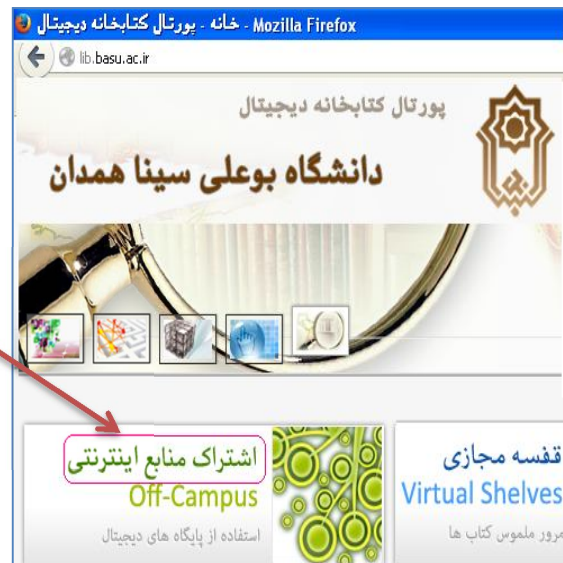 خانه - پورتال کتابخانه دیجیتال - Mozilla Firefox
lib.basu.ac.ir
پورتال کتابخانه دیجیتال
دانشگاه بوعلی سینا همدان
قفسه مجازی
Virtual Shelves
مرور ملموس کتاب ها
اشتراک منابع اینترنتی
Off-Campus
استفاده از پایگاه های دیجیتال